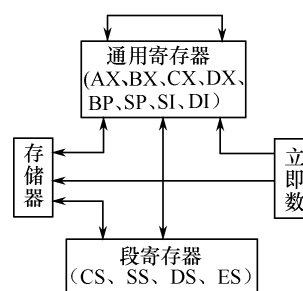 通用寄存器
(AX、BX、CX、DX、
BP、SP、SI、DI）
存储器
立即数
段寄存器
（CS、SS、DS、ES）